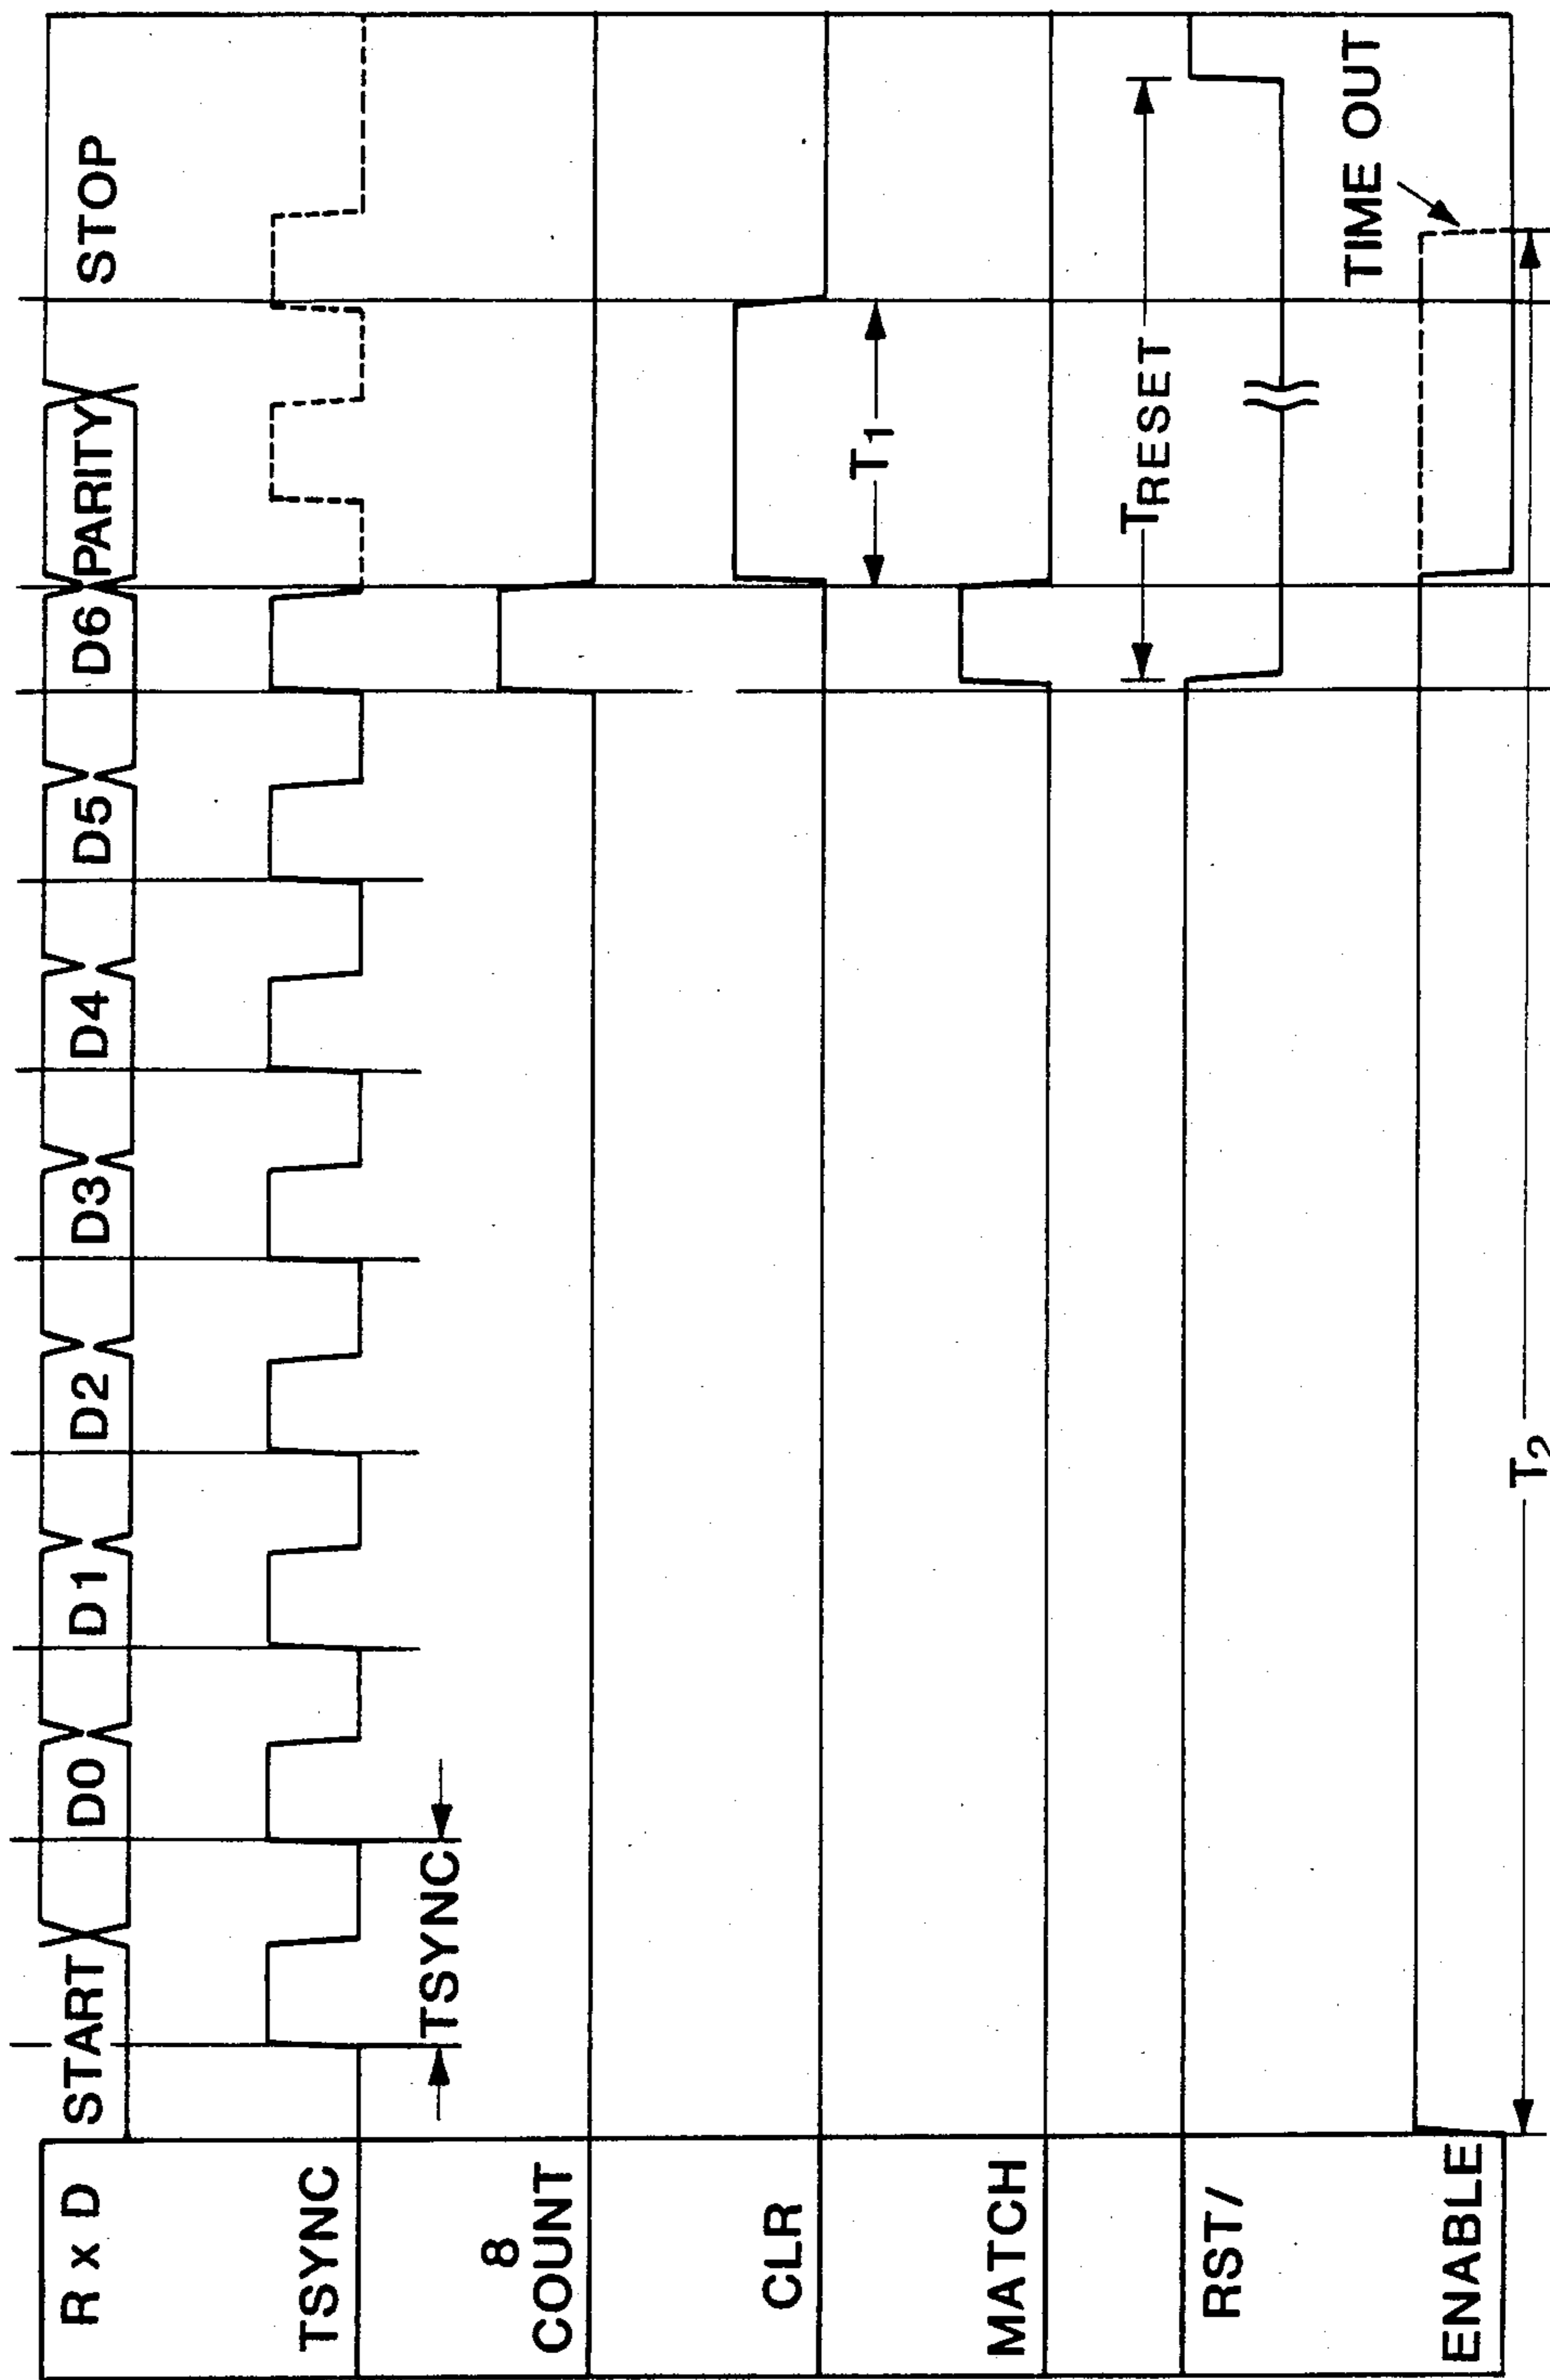 R x D START D0 D1 D2 D3 D4 D5 D6 PARITY STOP
TSYNC
TSYNC
8
COUNT
CLR
T1
MATCH
TRESET
RST/
TIME OUT
ENABLE
T2